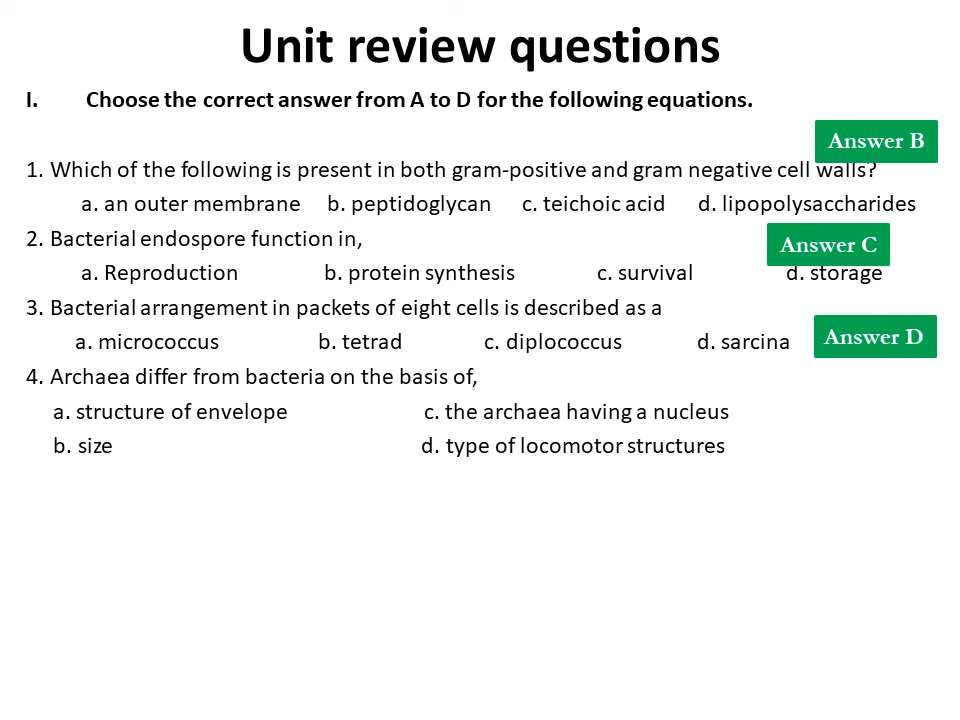 Unit review questions
I. Choose the correct answer from A to D for the following equations.
Answer B
1. Which of the following is present in both gram-positive and gram negative cell walls?
a. an outer membrane b. peptidoglycan c. teichoic acid d. lipopolysaccharides
2. Bacterial endospore function in,
Answer C
a. Reproduction b. protein synthesis c. survival d. storage
3. Bacterial arrangement in packets of eight cells is described as a
a. micrococcus b. tetrad c. diplococcus d. sarcina
Answer D
4. Archaea differ from bacteria on the basis of,
a. structure of envelope c. the archaea having a nucleus
b. size d. type of locomotor structures